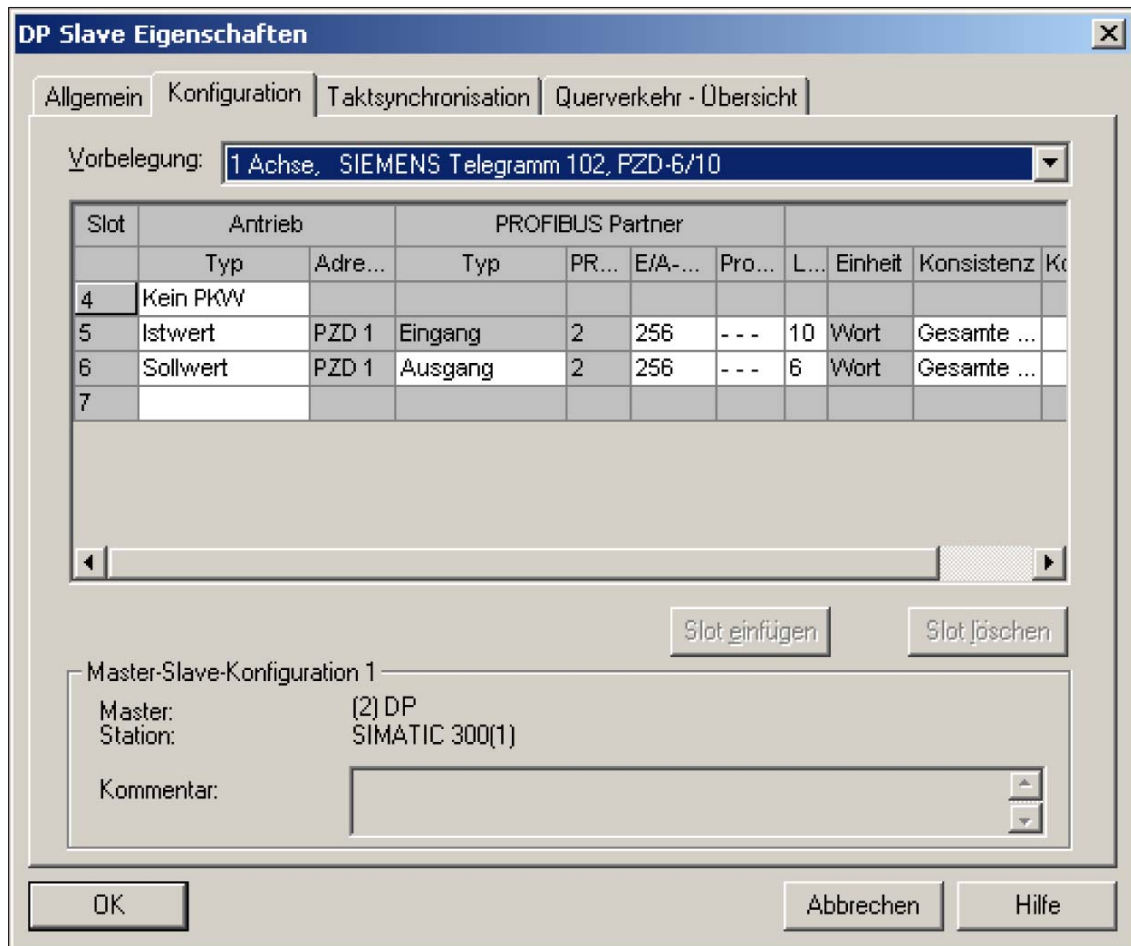 DP Slave Eigenschaften
Allgemein Konfiguration Taktsynchronisation Querverkehr - Übersicht
Vorbelegung: 1 Achse, SIEMENS Telegramm 102, PZD-6/10
Slot Antrieb PROFIBUS Partner
Typ Adre... Typ PR... E/A-... Pro... L... Einheit Konsistenz Ko
4 Kein PKW
5 Istwert PZD 1 Eingang 2 256 - - - 10 Wort Gesamte ...
6 Sollwert PZD 1 Ausgang 2 256 - - - 6 Wort Gesamte ...
7
Slot einfügen Slot löschen
Master-Slave-Konfiguration 1
Master: (2) DP
Station: SIMATIC 300(1)
Kommentar:
OK Abbrechen Hilfe